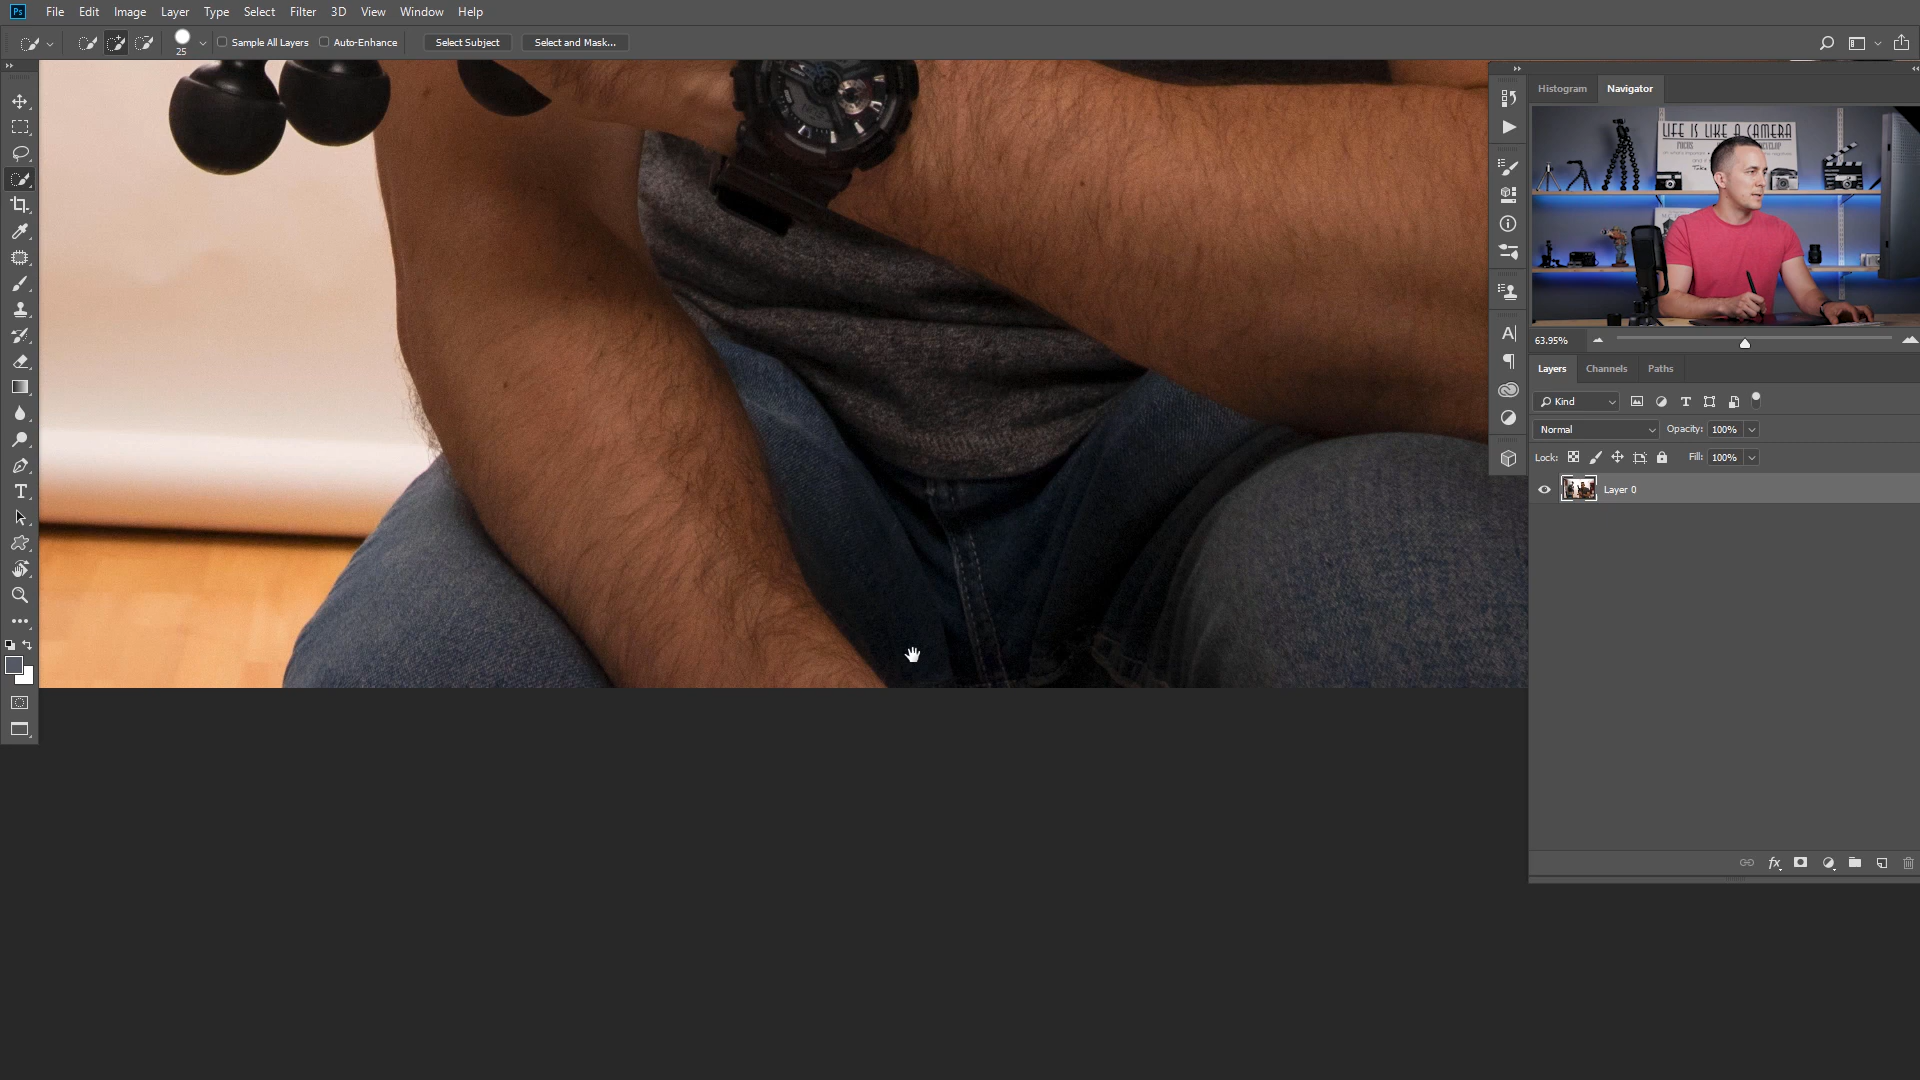 Ps File Edit Image Layer Type Select Filter 3D View Window Help
25 Sample All Layers Auto-Enhance Select Subject Select and Mask...
Histogram Navigator
LIFE IS LIKE A CAMERA
63.95%
Layers Channels Paths
Kind
Normal Opacity: 100%
Lock: Fill: 100%
Layer 0
fx